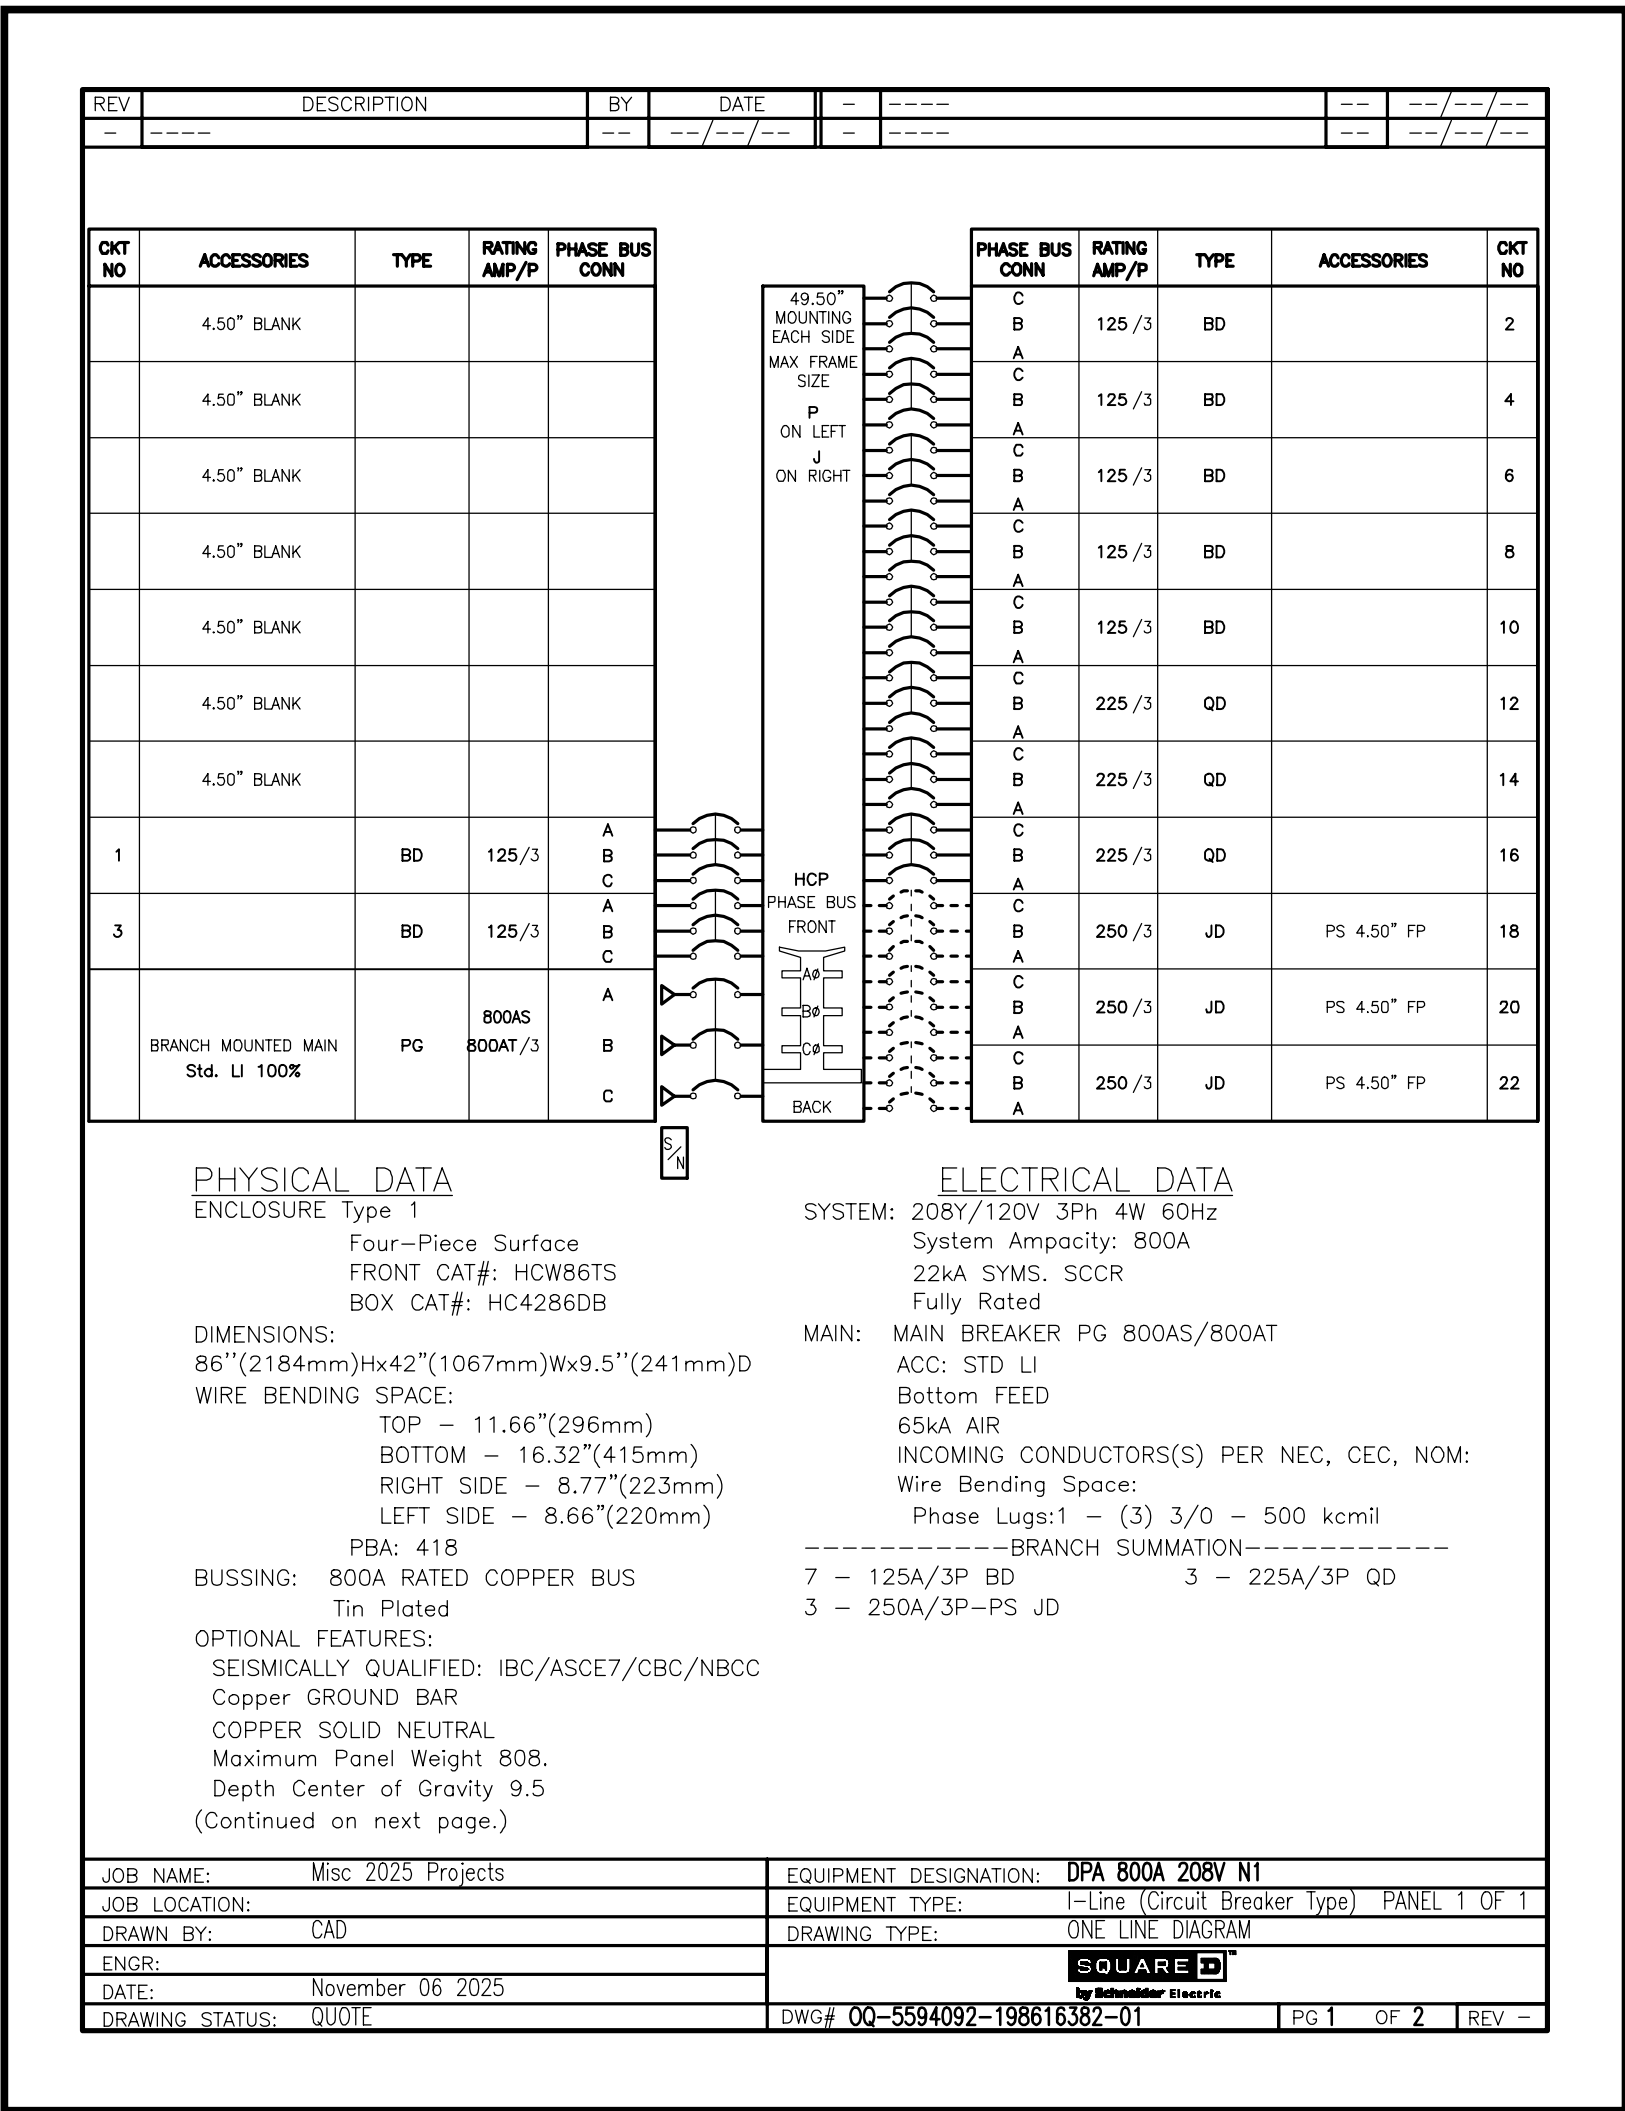 REV DESCRIPTION BY DATE - ---- -- --/--/--
- ---- -- --/--/-- - ---- -- --/--/--
CKT NO ACCESSORIES TYPE RATING AMP/P PHASE BUS CONN
4.50" BLANK
4.50" BLANK
4.50" BLANK
4.50" BLANK
4.50" BLANK
4.50" BLANK
4.50" BLANK
1 BD 125/3 A B C
3 BD 125/3 A B C
BRANCH MOUNTED MAIN
Std. LI 100%
PG
800AS
800AT/3
A
B
C
S/N
49.50"
MOUNTING
EACH SIDE
MAX FRAME
SIZE
P
ON LEFT
J
ON RIGHT
HCP
PHASE BUS
FRONT
AØ
BØ
CØ
BACK
PHASE BUS CONN RATING AMP/P TYPE ACCESSORIES CKT NO
C B A 125/3 BD 2
C B A 125/3 BD 4
C B A 125/3 BD 6
C B A 125/3 BD 8
C B A 125/3 BD 10
C B A 225/3 QD 12
C B A 225/3 QD 14
C B A 225/3 QD 16
C B A 250/3 JD PS 4.50" FP 18
C B A 250/3 JD PS 4.50" FP 20
C B A 250/3 JD PS 4.50" FP 22
PHYSICAL DATA
ENCLOSURE Type 1
Four-Piece Surface
FRONT CAT#: HCW86TS
BOX CAT#: HC4286DB
DIMENSIONS:
86''(2184mm)Hx42"(1067mm)Wx9.5''(241mm)D
WIRE BENDING SPACE:
TOP - 11.66"(296mm)
BOTTOM - 16.32"(415mm)
RIGHT SIDE - 8.77"(223mm)
LEFT SIDE - 8.66"(220mm)
PBA: 418
BUSSING: 800A RATED COPPER BUS
Tin Plated
OPTIONAL FEATURES:
SEISMICALLY QUALIFIED: IBC/ASCE7/CBC/NBCC
Copper GROUND BAR
COPPER SOLID NEUTRAL
Maximum Panel Weight 808.
Depth Center of Gravity 9.5
(Continued on next page.)
ELECTRICAL DATA
SYSTEM: 208Y/120V 3Ph 4W 60Hz
System Ampacity: 800A
22kA SYMS. SCCR
Fully Rated
MAIN: MAIN BREAKER PG 800AS/800AT
ACC: STD LI
Bottom FEED
65kA AIR
INCOMING CONDUCTORS(S) PER NEC, CEC, NOM:
Wire Bending Space:
Phase Lugs:1 - (3) 3/0 - 500 kcmil
-----------BRANCH SUMMATION-----------
7 - 125A/3P BD 3 - 225A/3P QD
3 - 250A/3P-PS JD
JOB NAME: Misc 2025 Projects
JOB LOCATION:
DRAWN BY: CAD
ENGR:
DATE: November 06 2025
DRAWING STATUS: QUOTE
EQUIPMENT DESIGNATION: DPA 800A 208V N1
EQUIPMENT TYPE: I-Line (Circuit Breaker Type) PANEL 1 OF 1
DRAWING TYPE: ONE LINE DIAGRAM
SQUARE D™
by Schneider Electric
DWG# OQ-5594092-198616382-01 PG 1 OF 2 REV -